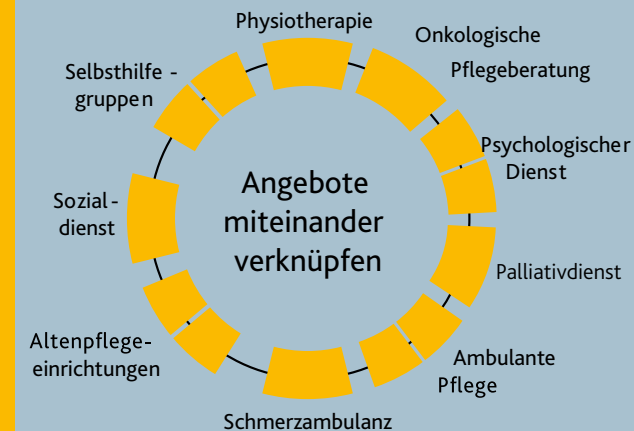 Physiotherapie
Onkologische
Pflegeberatung
Psychologischer
Dienst
Palliativdienst
Ambulante
Pflege
Schmerzambulanz
Altenpflege-
einrichtungen
Sozial-
dienst
Selbsthilfe -
gruppen
Angebote
miteinander
verknüpfen